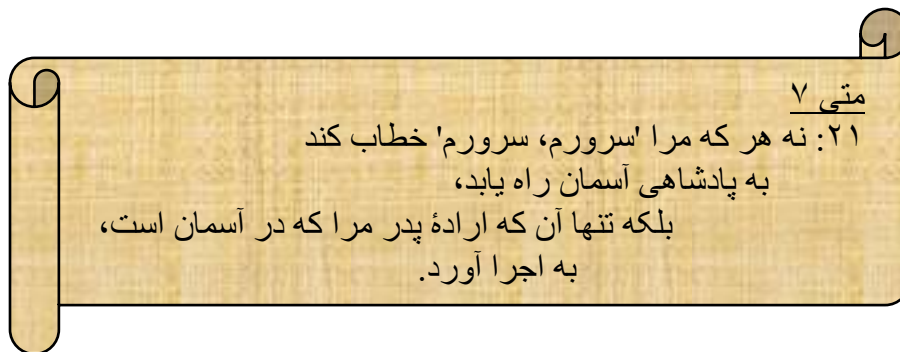 متی ۷
۲۱: نه هر که مرا 'سرورم، سرورم' خطاب کند
به پادشاهی آسمان راه یابد،
بلکه تنها آن که ارادۀ پدر مرا که در آسمان است،
به اجرا آورد.